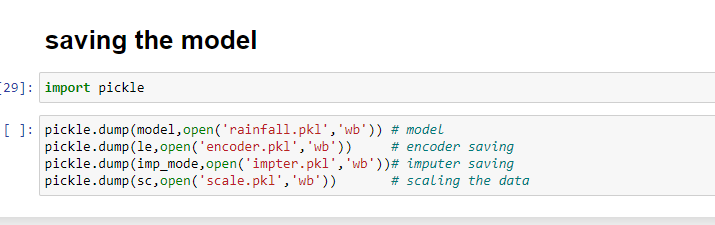 saving the model
[29]: import pickle
[ ]: pickle.dump(model,open('rainfall.pkl','wb')) # model
pickle.dump(le,open('encoder.pkl','wb')) # encoder saving
pickle.dump(imp_mode,open('impter.pkl','wb'))# imputer saving
pickle.dump(sc,open('scale.pkl','wb')) # scaling the data